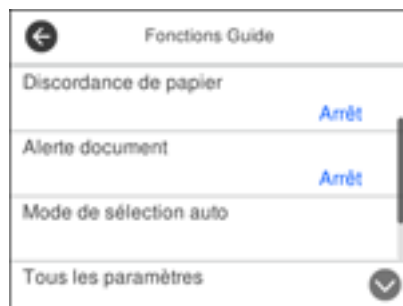 Fonctions Guide
Discordance de papier
Arrêt
Alerte document
Arrêt
Mode de sélection auto
Tous les paramètres